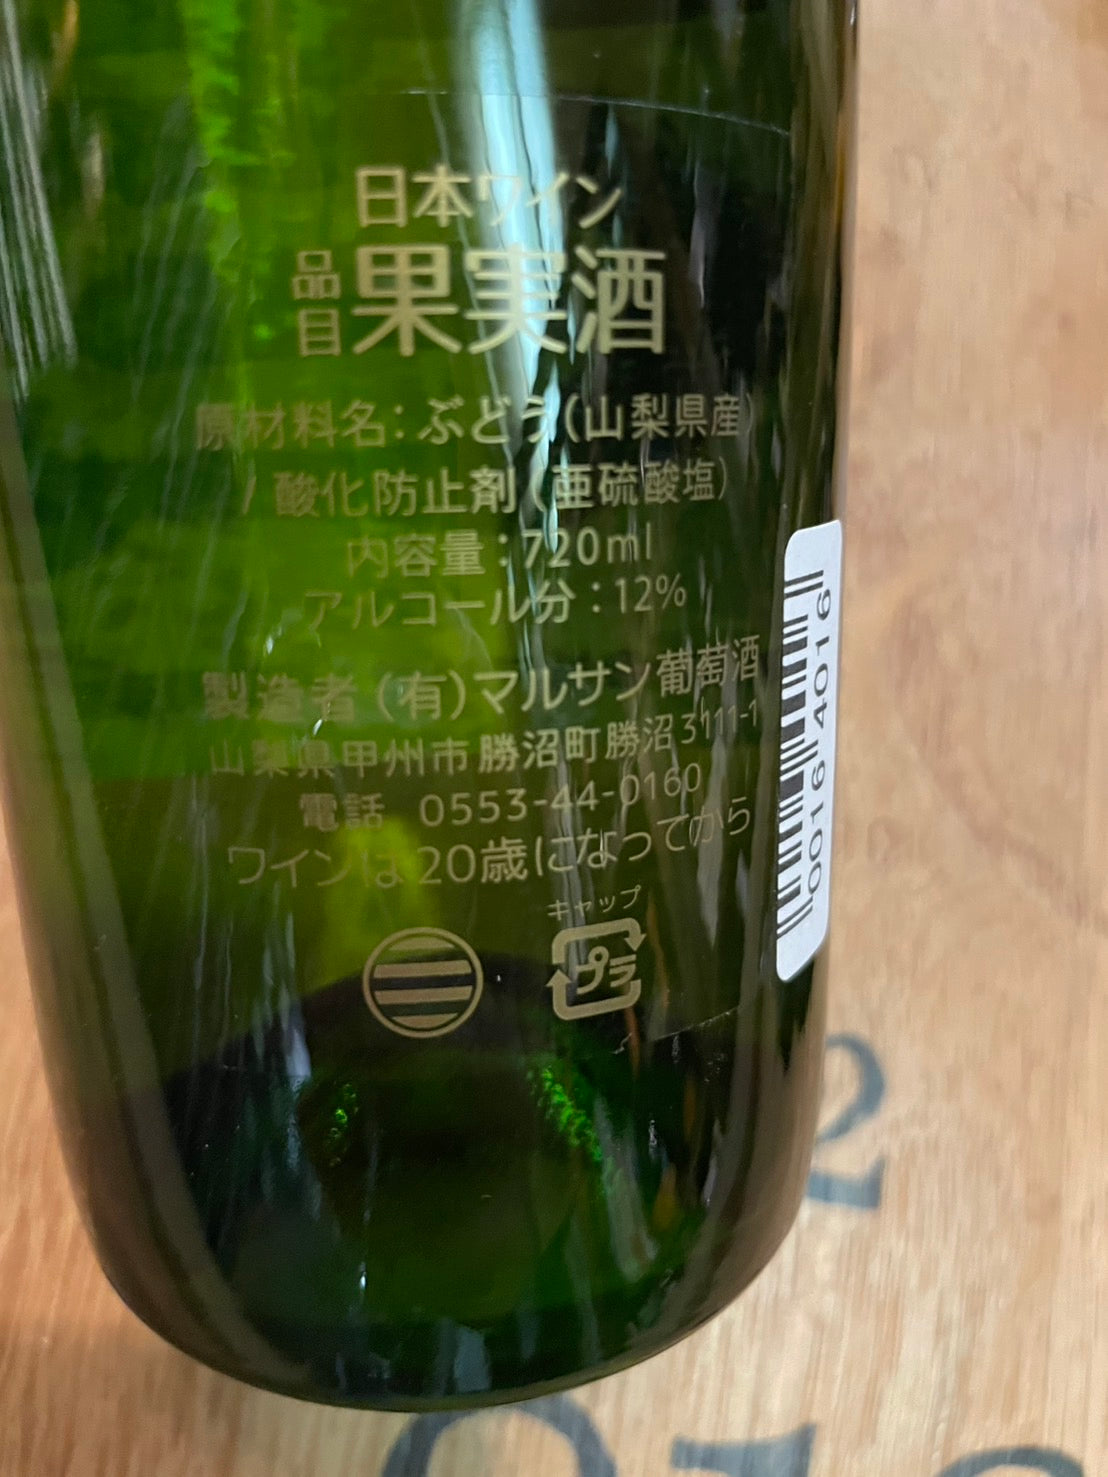 日本ワイン
品目 果実酒
原材料名：ぶどう（山梨県産）
/ 酸化防止剤（亜硫酸塩）
内容量：720ml
アルコール分：12%
製造者（有）マルサン葡萄酒
山梨県甲州市勝沼町勝沼3111-1
電話 0553-44-0160
ワインは20歳になってから
キャップ
プラ
0016 4016
2